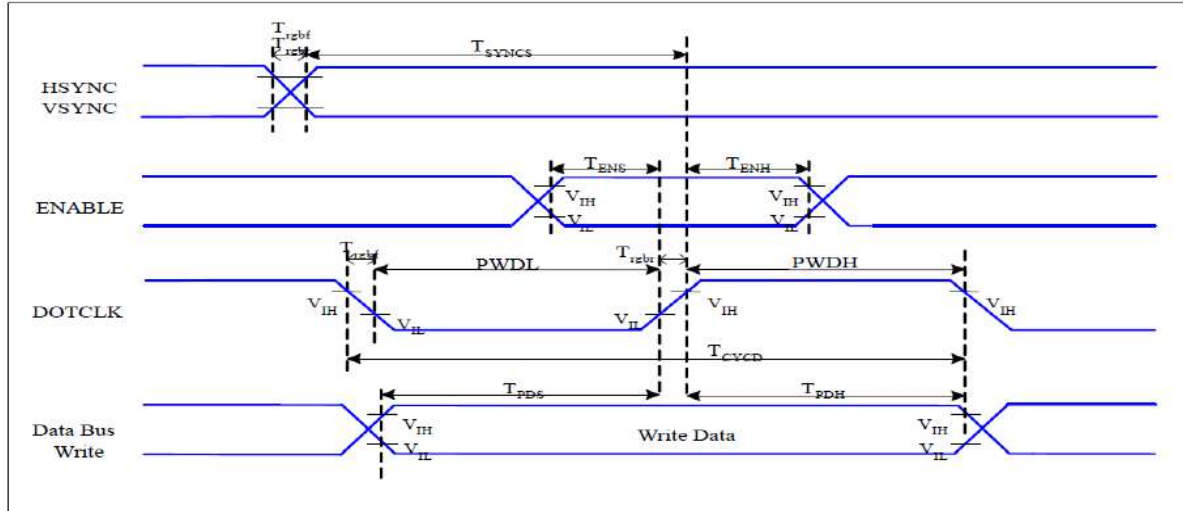 Trgbf
Trgbr TSYNCS
HSYNC
VSYNC
TENS TENH
VIH VIH
ENABLE
VIL VIL
Trgbf PWDL Trgbr PWDH
VIH VIH VIH
DOTCLK
VIL VIL
TCYCD
TPDS TPDH
Data Bus
Write
VIH Write Data VIH
VIL VIL